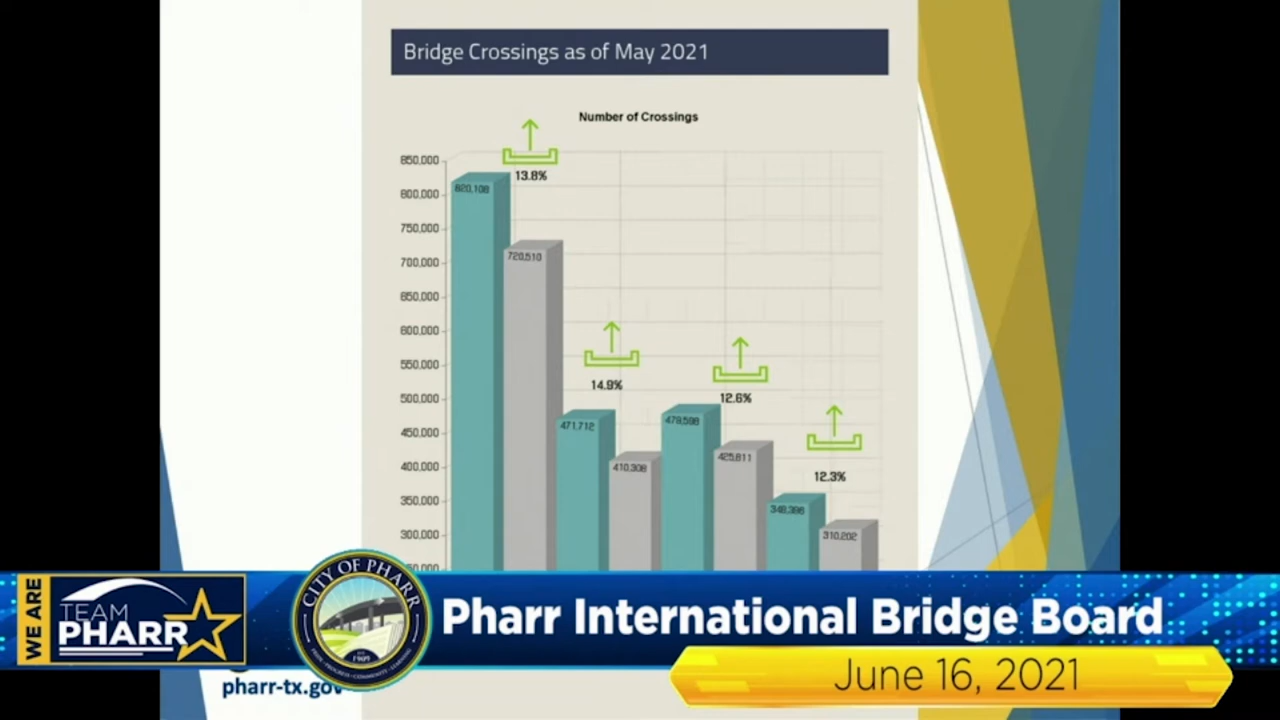 Bridge Crossings as of May 2021
Number of Crossings
850,000
800,000
750,000
700,000
650,000
600,000
550,000
500,000
450,000
400,000
350,000
300,000
13.8%
820,108
720,510
14.9%
471,712
410,308
12.6%
479,598
425,811
12.3%
348,396
310,202
WE ARE
TEAM
PHARR
CITY OF PHARR
1909
Pharr International Bridge Board
June 16, 2021
pharr-tx.gov